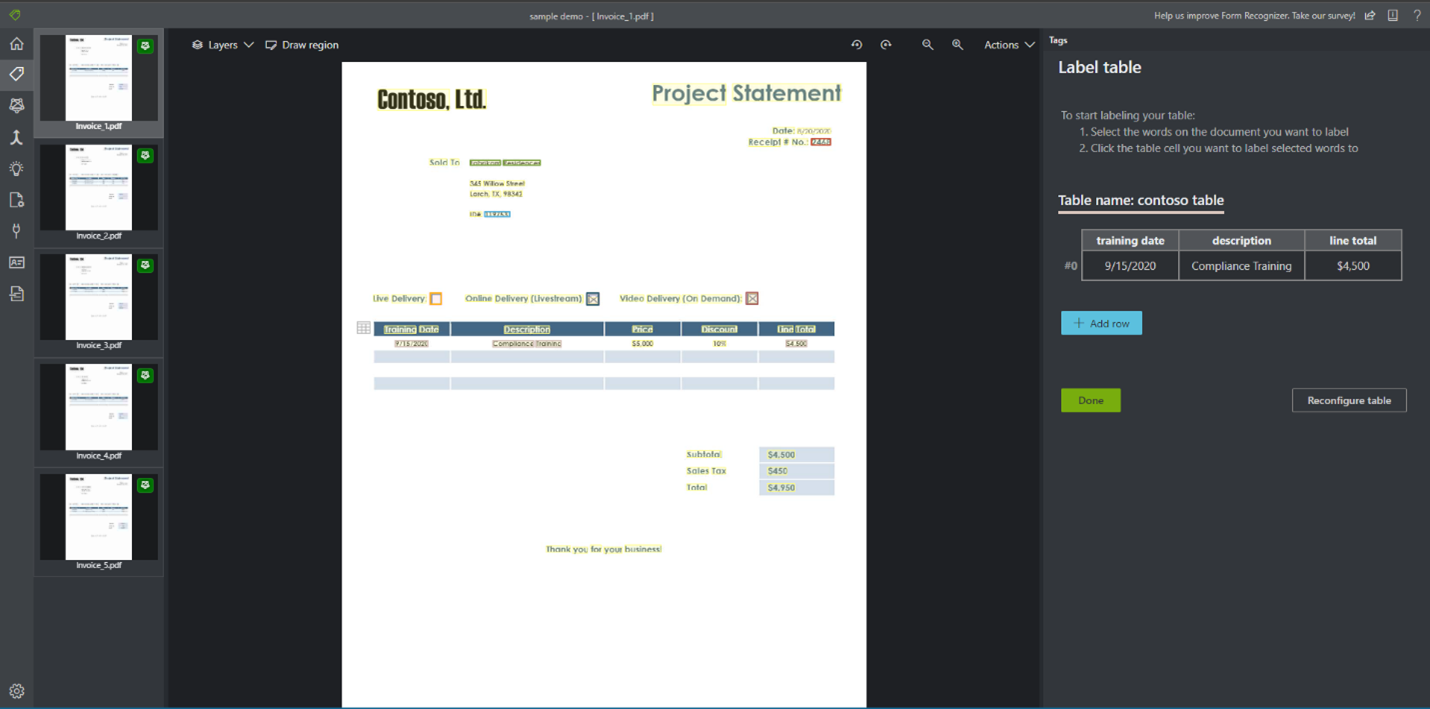 sample demo - [ Invoice_1.pdf ]
Help us improve Form Recognizer. Take our survey!
?
Invoice_1.pdf
Invoice_2.pdf
Invoice_3.pdf
Invoice_4.pdf
Invoice_5.pdf
Layers
Draw region
Actions
Contoso, Ltd.
Project Statement
Date: 8/20/2020
Receipt # No.:
Sold To
345 Willow Street
Larch, TX, 98343
Live Delivery:
Online Delivery (Livestream):
Video Delivery (On Demand):
Training Date Description Price Discount Line Total
9/15/2020 Compliance Training $5,000 10% $4,500
Subtotal $4,500
Sales Tax $450
Total $4,950
Thank you for your business!
Tags
Label table
To start labeling your table:
1. Select the words on the document you want to label
2. Click the table cell you want to label selected words to
Table name: contoso table
training date description line total
#0 9/15/2020 Compliance Training $4,500
+ Add row
Done
Reconfigure table